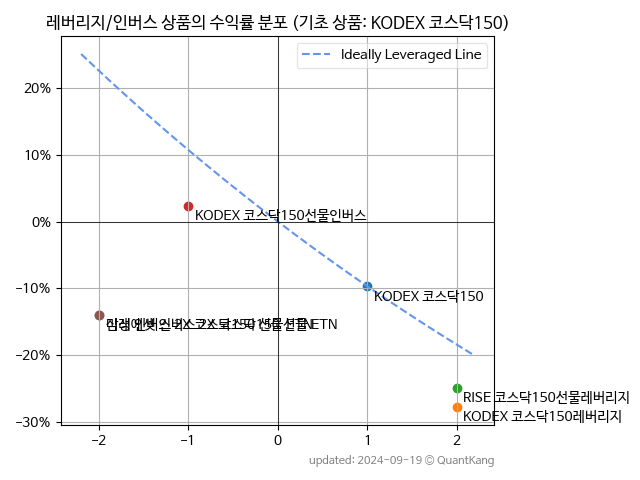 레버리지/인버스 상품의 수익률 분포 (기초 상품: KODEX 코스닥150)
Ideally Leveraged Line
20%
10%
0%
−10%
−20%
−30%
KODEX 코스닥150선물인버스
KODEX 코스닥150
RISE 코스닥150선물레버리지
KODEX 코스닥150레버리지
−2
−1
0
1
2
updated: 2024-09-19 © QuantKang